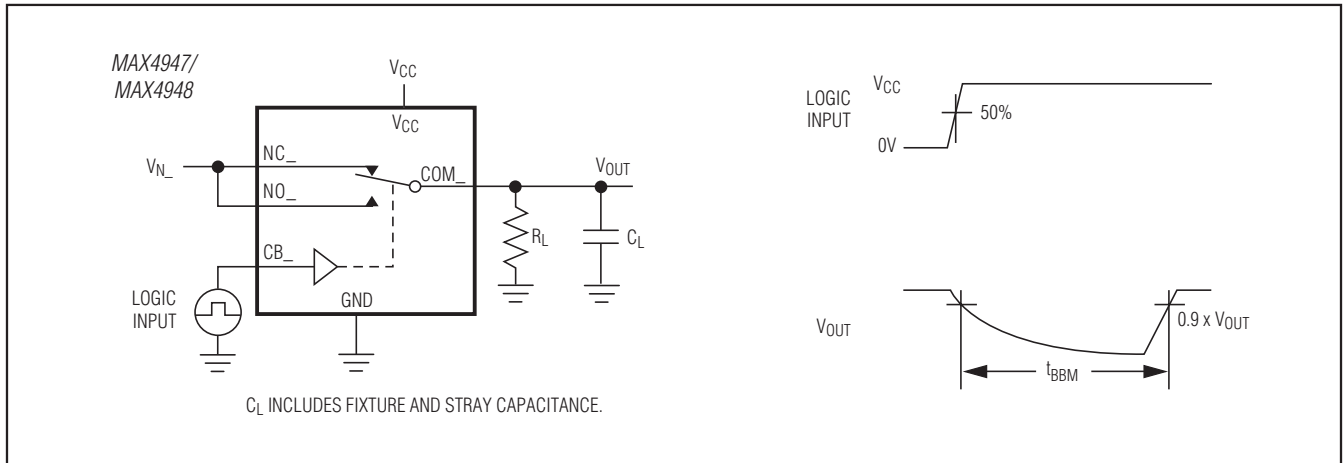 MAX4947/
MAX4948
VCC
VCC
VN_
NC_
NO_
COM_
VOUT
RL
CL
CB_
LOGIC
INPUT
GND
CL INCLUDES FIXTURE AND STRAY CAPACITANCE.
LOGIC
INPUT
VCC
50%
0V
VOUT
0.9 x VOUT
tBBM